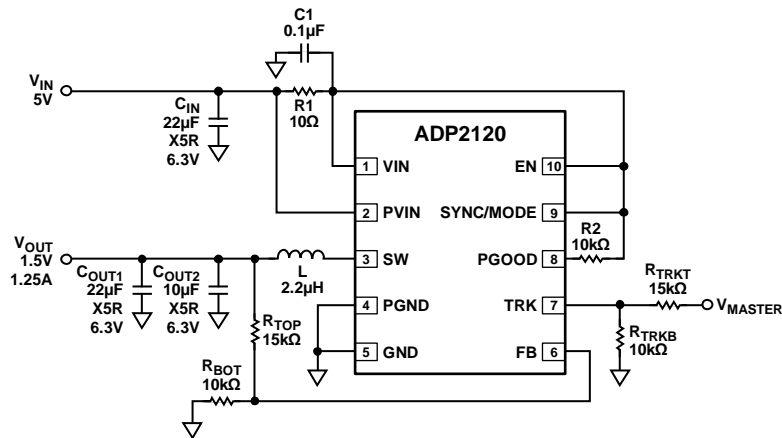 C1
0.1µF
VIN
5V
CIN
22µF
X5R
6.3V
R1
10Ω
ADP2120
1 VIN
EN 10
2 PVIN
SYNC/MODE 9
3 SW
PGOOD 8
4 PGND
TRK 7
5 GND
FB 6
R2
10kΩ
VOUT
1.5V
1.25A
COUT1
22µF
X5R
6.3V
COUT2
10µF
X5R
6.3V
L
2.2µH
RTOP
15kΩ
RBOT
10kΩ
RTRKT
15kΩ
VMASTER
RTRKB
10kΩ